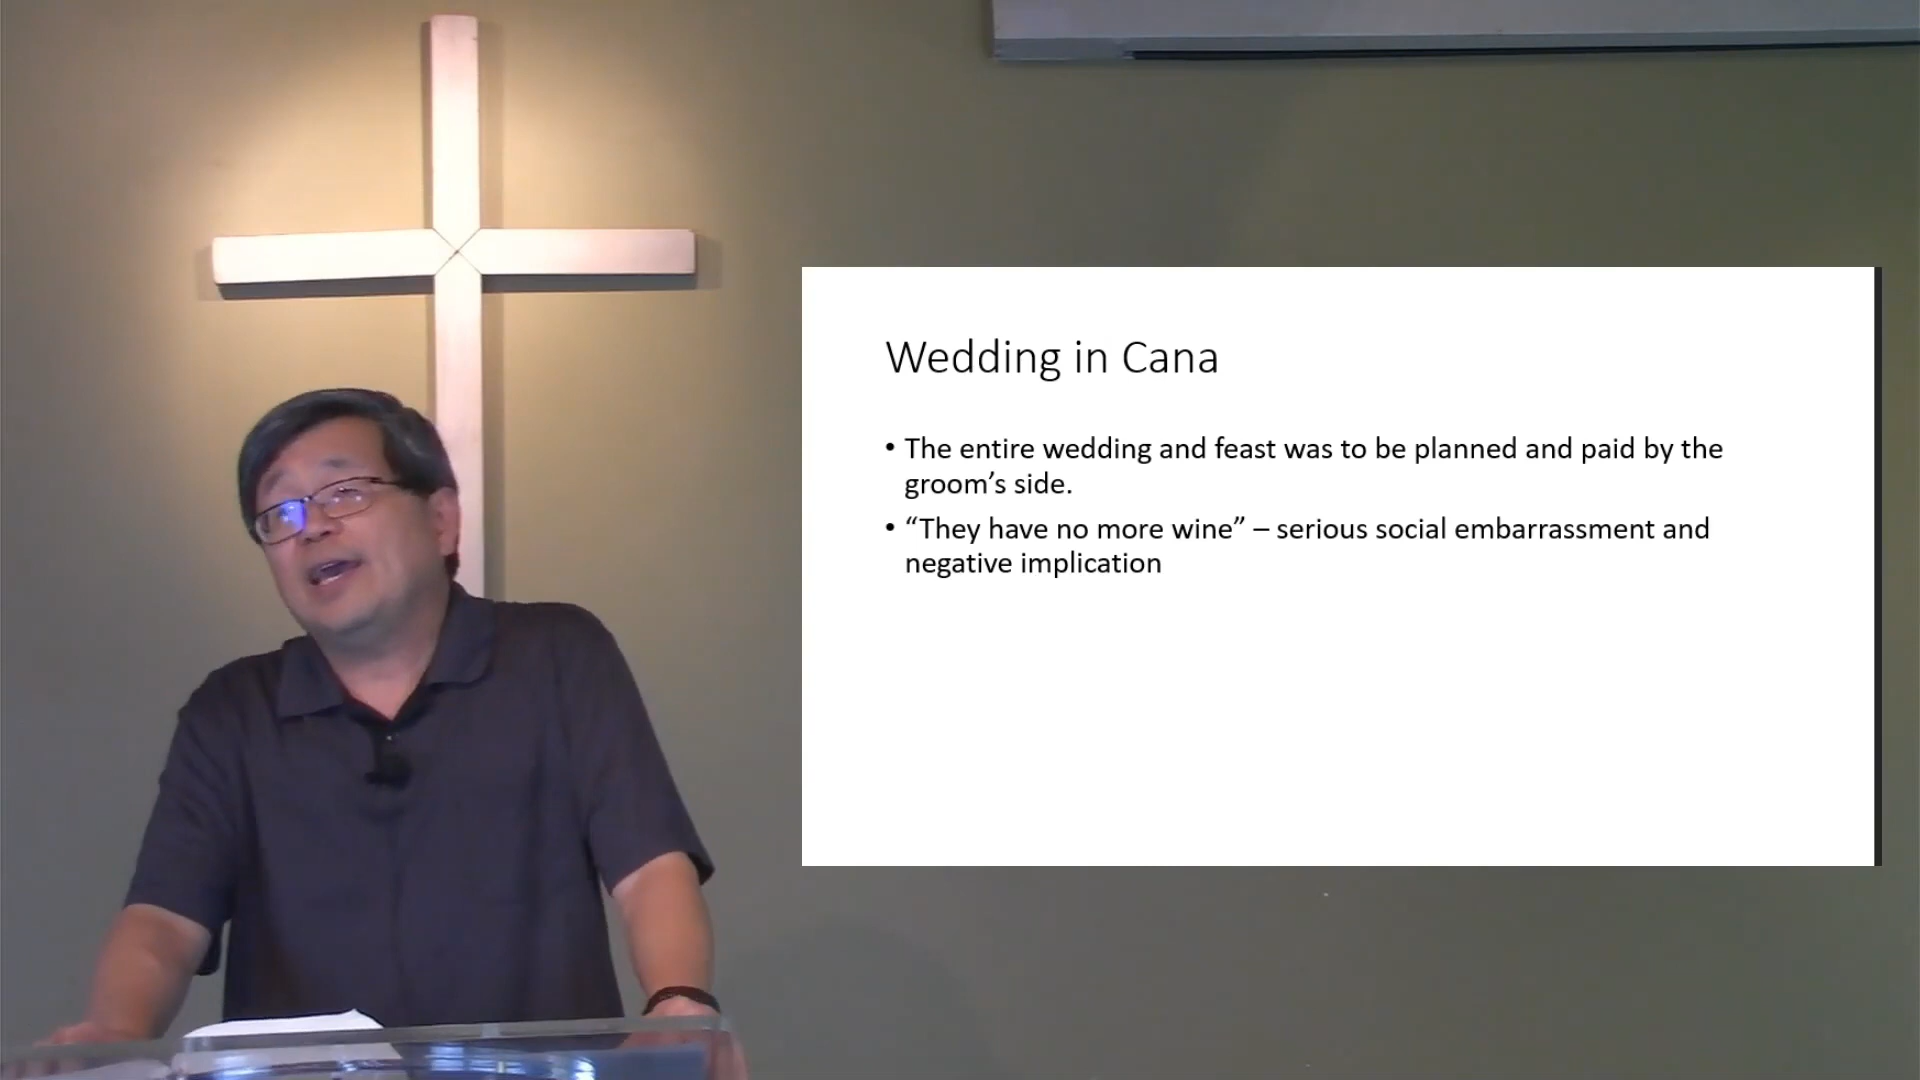 Wedding in Cana
• The entire wedding and feast was to be planned and paid by the
groom’s side.
• “They have no more wine” – serious social embarrassment and
negative implication